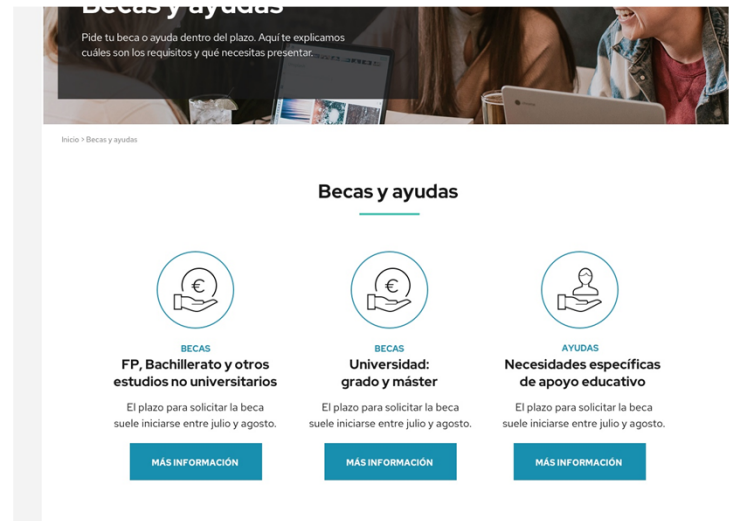 Becas y ayudas
Pide tu beca o ayuda dentro del plazo. Aquí te explicamos
cuáles son los requisitos y qué necesitas presentar.
Inicio > Becas y ayudas
Becas y ayudas
BECAS
FP, Bachillerato y otros
estudios no universitarios
El plazo para solicitar la beca
suele iniciarse entre julio y agosto.
MÁS INFORMACIÓN
BECAS
Universidad:
grado y máster
El plazo para solicitar la beca
suele iniciarse entre julio y agosto.
MÁS INFORMACIÓN
AYUDAS
Necesidades específicas
de apoyo educativo
El plazo para solicitar la beca
suele iniciarse entre julio y agosto.
MÁS INFORMACIÓN